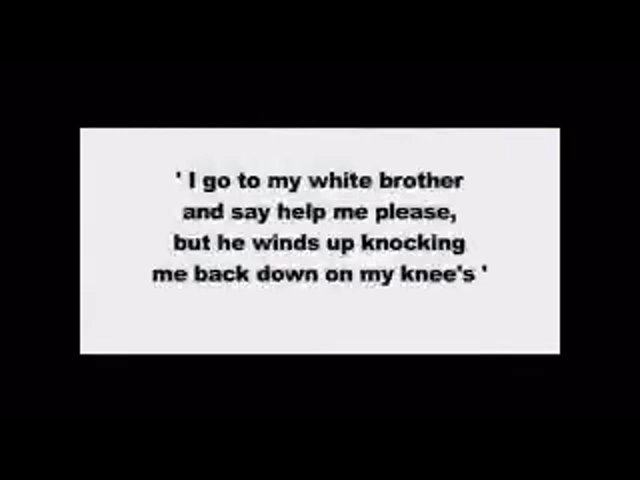 ' I go to my white brother
and say help me please,
but he winds up knocking
me back down on my knee's '